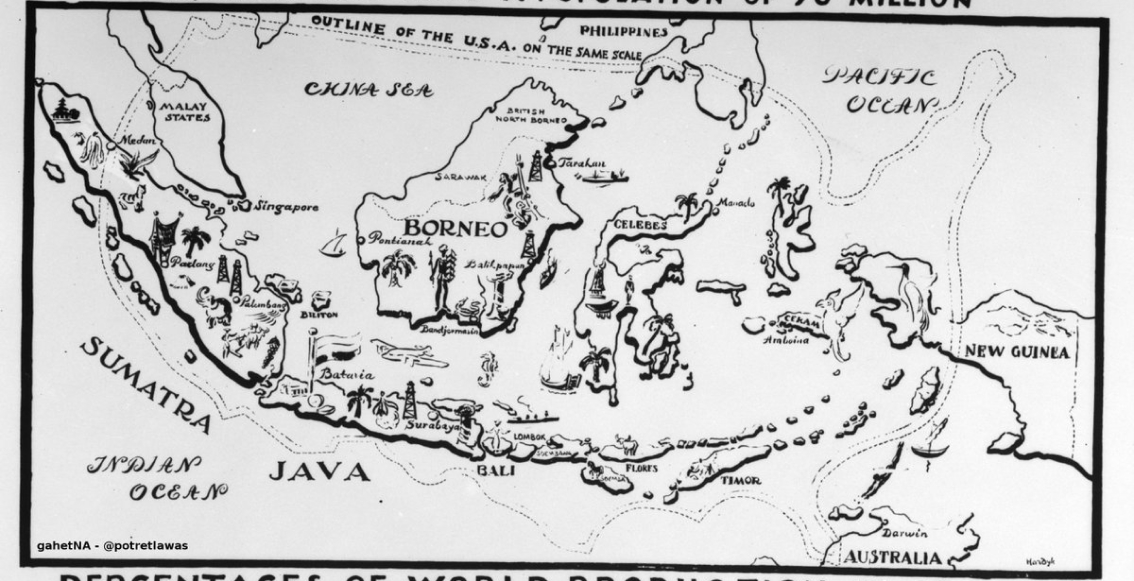 POPULATION OF 70 MILLION
OUTLINE OF THE U.S.A. ON THE SAME SCALE
PHILIPPINES
PACIFIC
OCEAN
CHINA SEA
MALAY
STATES
BRITISH
NORTH BORNEO
Medan
Tarakan
SARAWAK
Singapore
Manado
CELEBES
BORNEO
Pontianak
Padang
Balikpapan
Palembang
BILITON
Bandjermasin
CERAM
Amboina
NEW GUINEA
SUMATRA
Batavia
Surabaya
LOMBOK
SOEMBAWA
BALI
FLORES
SOEMBA
TIMOR
INDIAN
OCEAN
JAVA
Darwin
AUSTRALIA
gahetNA - @potretlawas
PERCENTAGES OF WORLD PRODUCTION